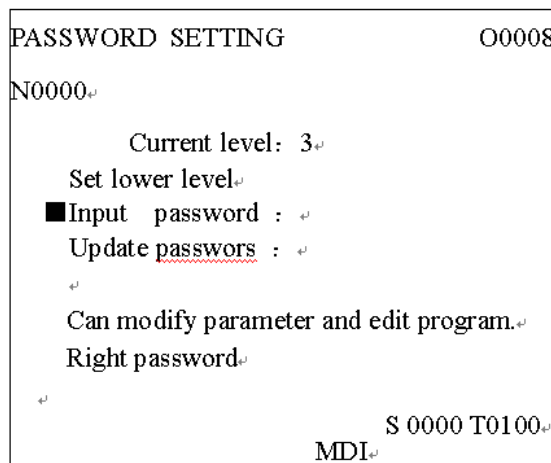 PASSWORD SETTING O0008
N0000
Current level: 3
Set lower level
Input password :
Update passwors :
Can modify parameter and edit program.
Right password
S 0000 T0100
MDI